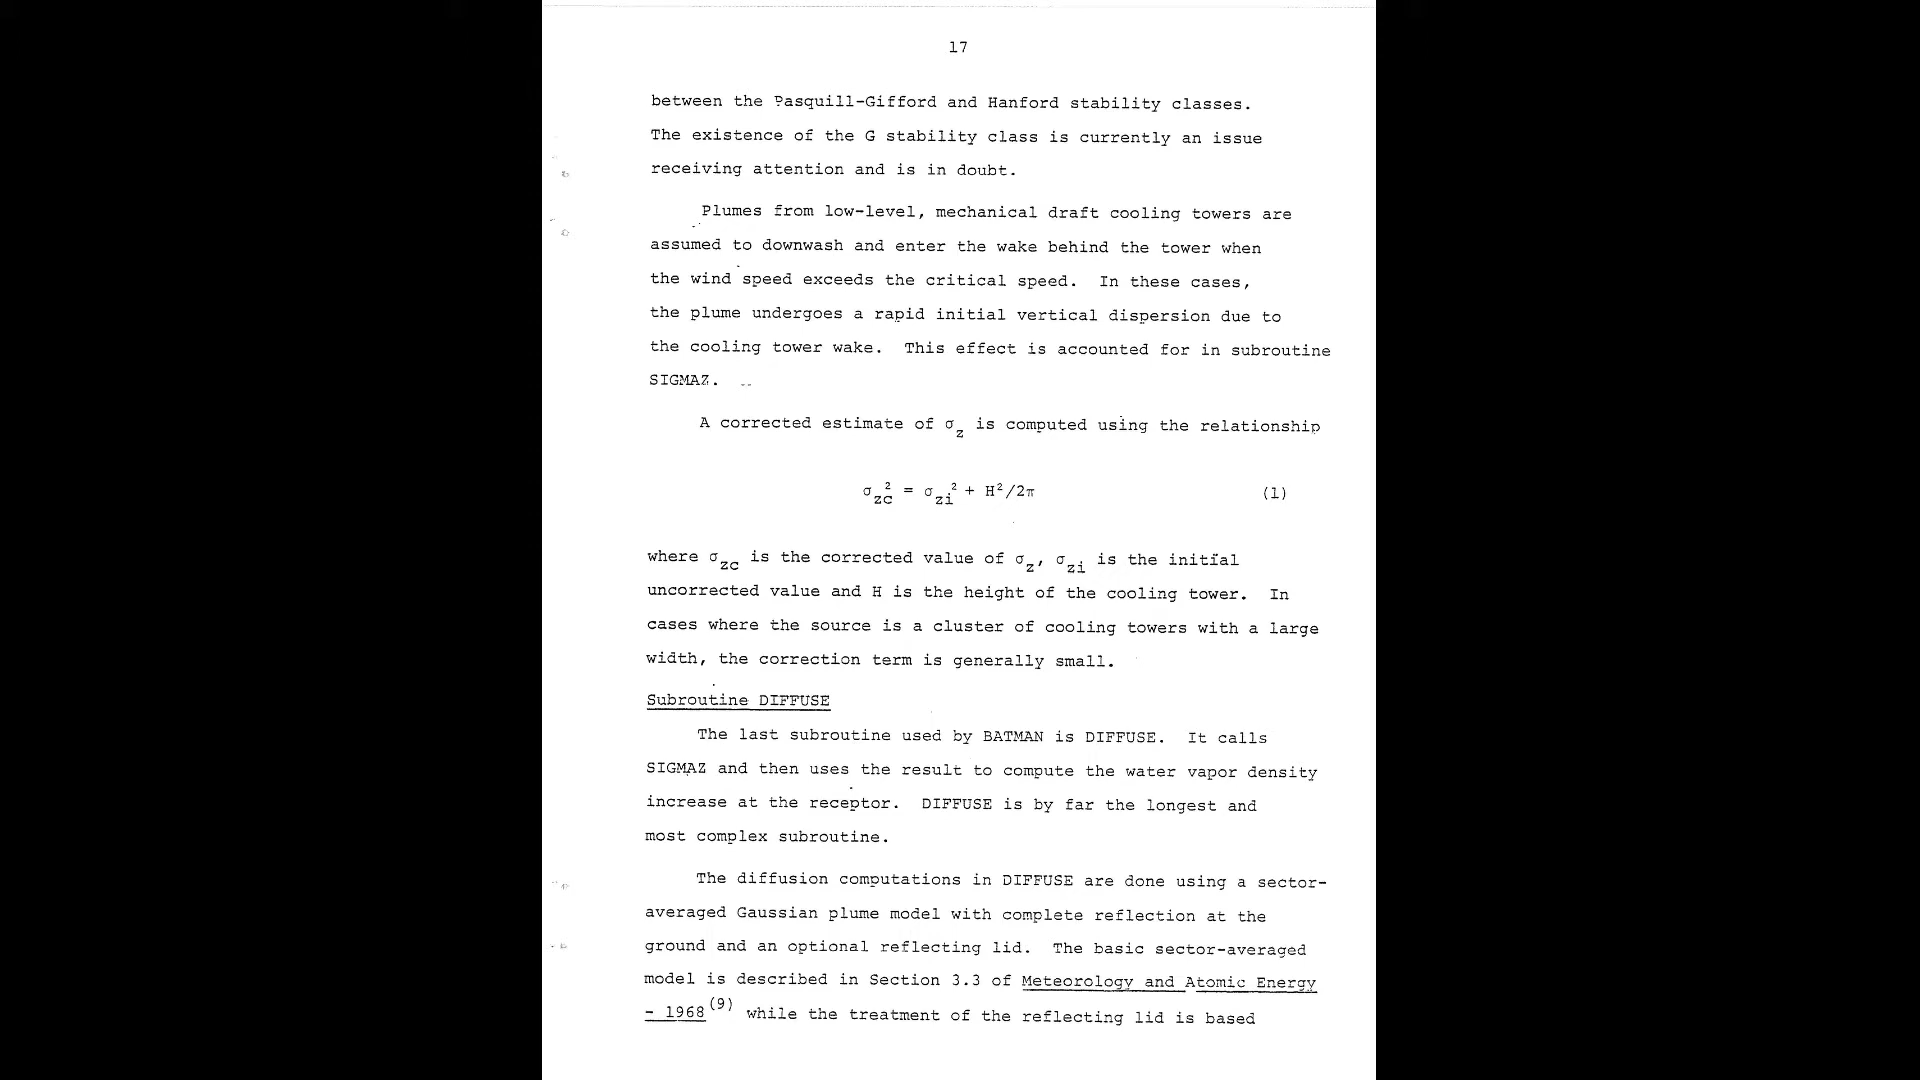 17
between the Pasquill-Gifford and Hanford stability classes.
The existence of the G stability class is currently an issue
receiving attention and is in doubt.
Plumes from low-level, mechanical draft cooling towers are
assumed to downwash and enter the wake behind the tower when
the wind speed exceeds the critical speed. In these cases,
the plume undergoes a rapid initial vertical dispersion due to
the cooling tower wake. This effect is accounted for in subroutine
SIGMAZ. --
A corrected estimate of σz is computed using the relationship
σzc² = σzi² + H²/2π (1)
where σzc is the corrected value of σz, σzi is the initial
uncorrected value and H is the height of the cooling tower. In
cases where the source is a cluster of cooling towers with a large
width, the correction term is generally small.
Subroutine DIFFUSE
The last subroutine used by BATMAN is DIFFUSE. It calls
SIGMAZ and then uses the result to compute the water vapor density
increase at the receptor. DIFFUSE is by far the longest and
most complex subroutine.
The diffusion computations in DIFFUSE are done using a sector-
averaged Gaussian plume model with complete reflection at the
ground and an optional reflecting lid. The basic sector-averaged
model is described in Section 3.3 of Meteorology and Atomic Energy
- 1968(9) while the treatment of the reflecting lid is based